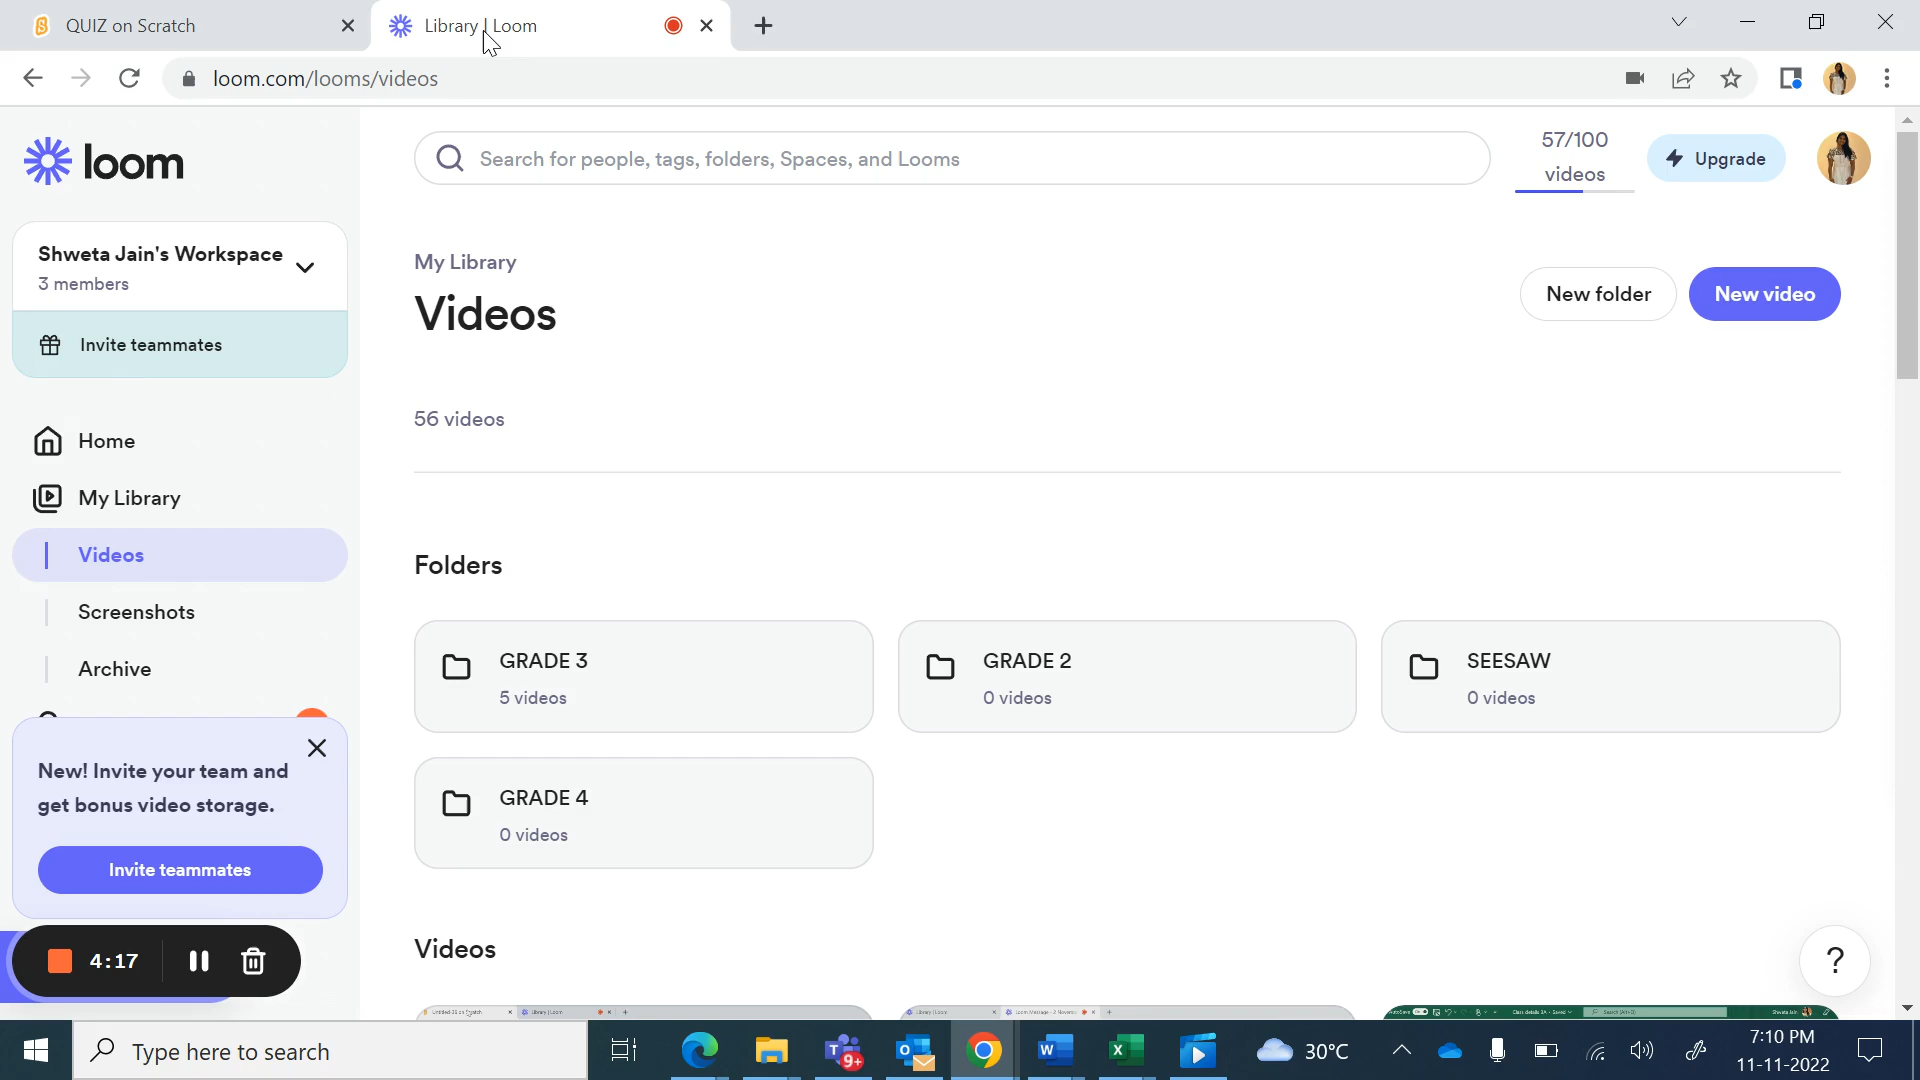 QUIZ on Scratch
Library | Loom
loom.com/looms/videos
loom
Search for people, tags, folders, Spaces, and Looms
57/100
videos
Upgrade
Shweta Jain's Workspace
3 members
Invite teammates
My Library
Videos
New folder
New video
56 videos
Home
My Library
Videos
Screenshots
Archive
Folders
GRADE 3
5 videos
GRADE 2
0 videos
SEESAW
0 videos
GRADE 4
0 videos
New! Invite your team and
get bonus video storage.
Invite teammates
4:17
Videos
?
Type here to search
9+
30°C
7:10 PM
11-11-2022